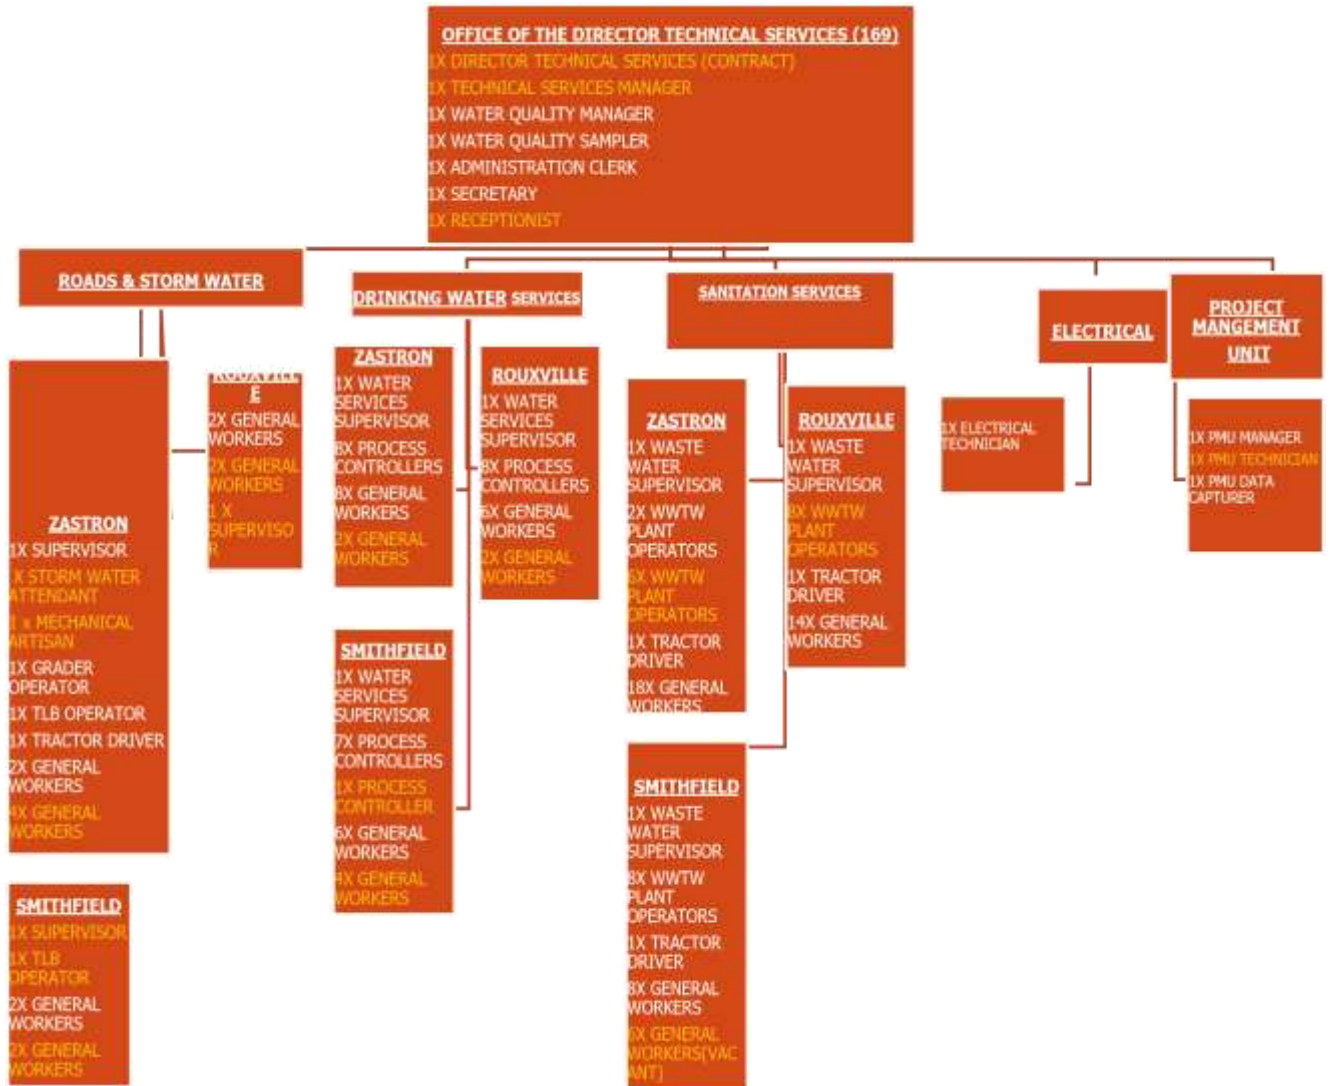 OFFICE OF THE DIRECTOR TECHNICAL SERVICES (169)
1X DIRECTOR TECHNICAL SERVICES (CONTRACT)
1X TECHNICAL SERVICES MANAGER
1X WATER QUALITY MANAGER
1X WATER QUALITY SAMPLER
1X ADMINISTRATION CLERK
1X SECRETARY
1X RECEPTIONIST
ROADS & STORM WATER
ZASTRON
1X SUPERVISOR
1X STORM WATER
ATTENDANT
1 x MECHANICAL
ARTISAN
1X GRADER
OPERATOR
1X TLB OPERATOR
1X TRACTOR DRIVER
2X GENERAL
WORKERS
4X GENERAL
WORKERS
ROUXVILL
E
2X GENERAL
WORKERS
2X GENERAL
WORKERS
1 X
SUPERVISO
R
SMITHFIELD
1X SUPERVISOR
1X TLB
OPERATOR
2X GENERAL
WORKERS
2X GENERAL
WORKERS
DRINKING WATER SERVICES
ZASTRON
1X WATER
SERVICES
SUPERVISOR
8X PROCESS
CONTROLLERS
8X GENERAL
WORKERS
2X GENERAL
WORKERS
ROUXVILLE
1X WATER
SERVICES
SUPERVISOR
8X PROCESS
CONTROLLERS
6X GENERAL
WORKERS
2X GENERAL
WORKERS
SMITHFIELD
1X WATER
SERVICES
SUPERVISOR
7X PROCESS
CONTROLLERS
1X PROCESS
CONTROLLER
6X GENERAL
WORKERS
4X GENERAL
WORKERS
SANITATION SERVICES
ZASTRON
1X WASTE
WATER
SUPERVISOR
2X WWTW
PLANT
OPERATORS
6X WWTW
PLANT
OPERATORS
1X TRACTOR
DRIVER
18X GENERAL
WORKERS
ROUXVILLE
1X WASTE
WATER
SUPERVISOR
8X WWTW
PLANT
OPERATORS
1X TRACTOR
DRIVER
14X GENERAL
WORKERS
SMITHFIELD
1X WASTE
WATER
SUPERVISOR
8X WWTW
PLANT
OPERATORS
1X TRACTOR
DRIVER
8X GENERAL
WORKERS
6X GENERAL
WORKERS(VAC
ANT)
ELECTRICAL
1X ELECTRICAL
TECHNICIAN
PROJECT
MANGEMENT
UNIT
1X PMU MANAGER
1X PMU TECHNICIAN
1X PMU DATA
CAPTURER